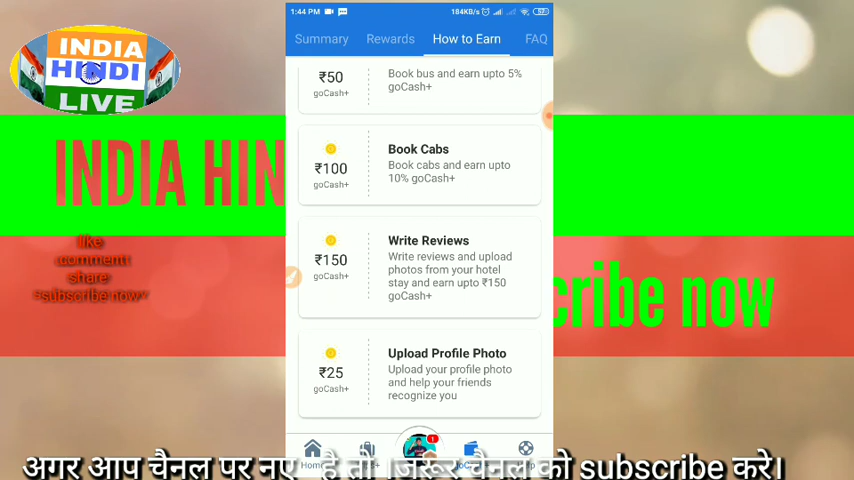 INDIA
HINDI
LIVE
1:44 PM
184KB/s
57
Summary
Rewards
How to Earn
FAQ
₹50
goCash+
Book bus and earn upto 5%
goCash+
₹100
goCash+
Book Cabs
Book cabs and earn upto
10% goCash+
INDIA HIN
₹150
goCash+
Write Reviews
Write reviews and upload
photos from your hotel
stay and earn upto ₹150
goCash+
like
comment
share
subscribe now
cribe now
₹25
goCash+
Upload Profile Photo
Upload your profile photo
and help your friends
recognize you
1
अगर आप चैनल पर नए है तो जरूर चैनल को subscribe करे।